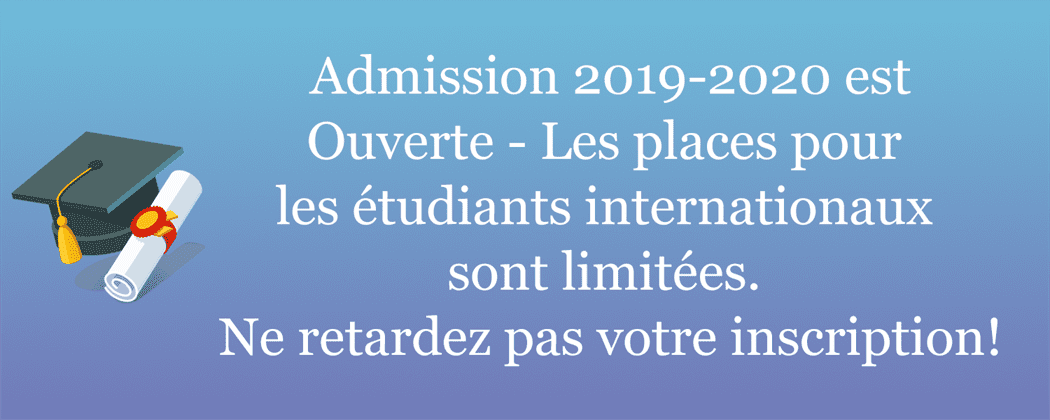 Admission 2019-2020 est
Ouverte - Les places pour
les étudiants internationaux
sont limitées.
Ne retardez pas votre inscription!